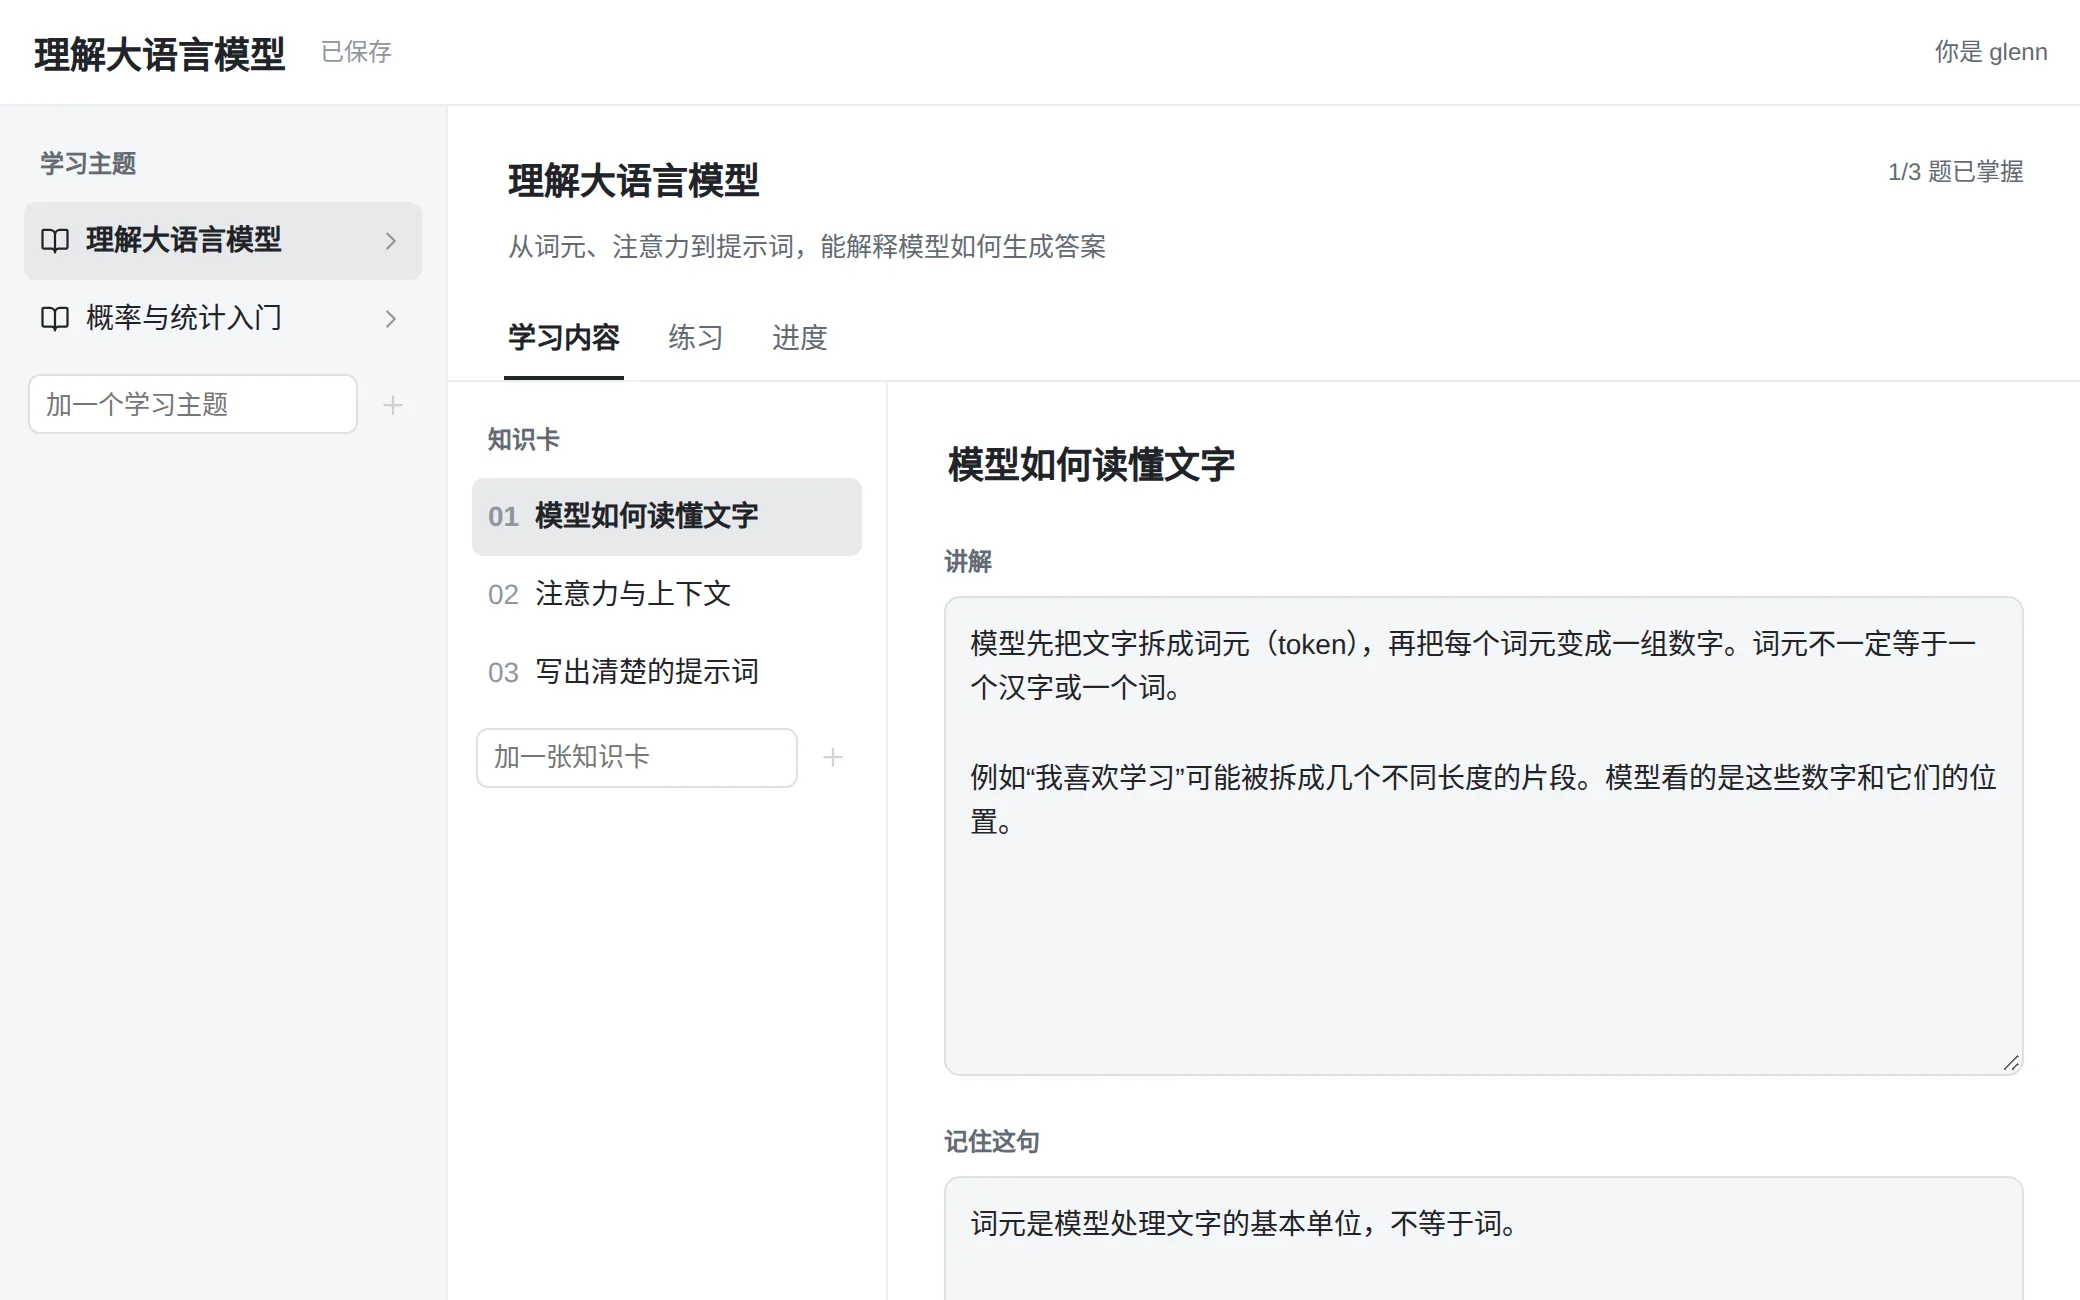 理解大语言模型
已保存
你是 glenn
学习主题
理解大语言模型
概率与统计入门
加一个学习主题
理解大语言模型
1/3 题已掌握
从词元、注意力到提示词，能解释模型如何生成答案
学习内容
练习
进度
知识卡
01 模型如何读懂文字
02 注意力与上下文
03 写出清楚的提示词
加一张知识卡
模型如何读懂文字
讲解
模型先把文字拆成词元（token），再把每个词元变成一组数字。词元不一定等于一
个汉字或一个词。
例如“我喜欢学习”可能被拆成几个不同长度的片段。模型看的是这些数字和它们的位
置。
记住这句
词元是模型处理文字的基本单位，不等于词。